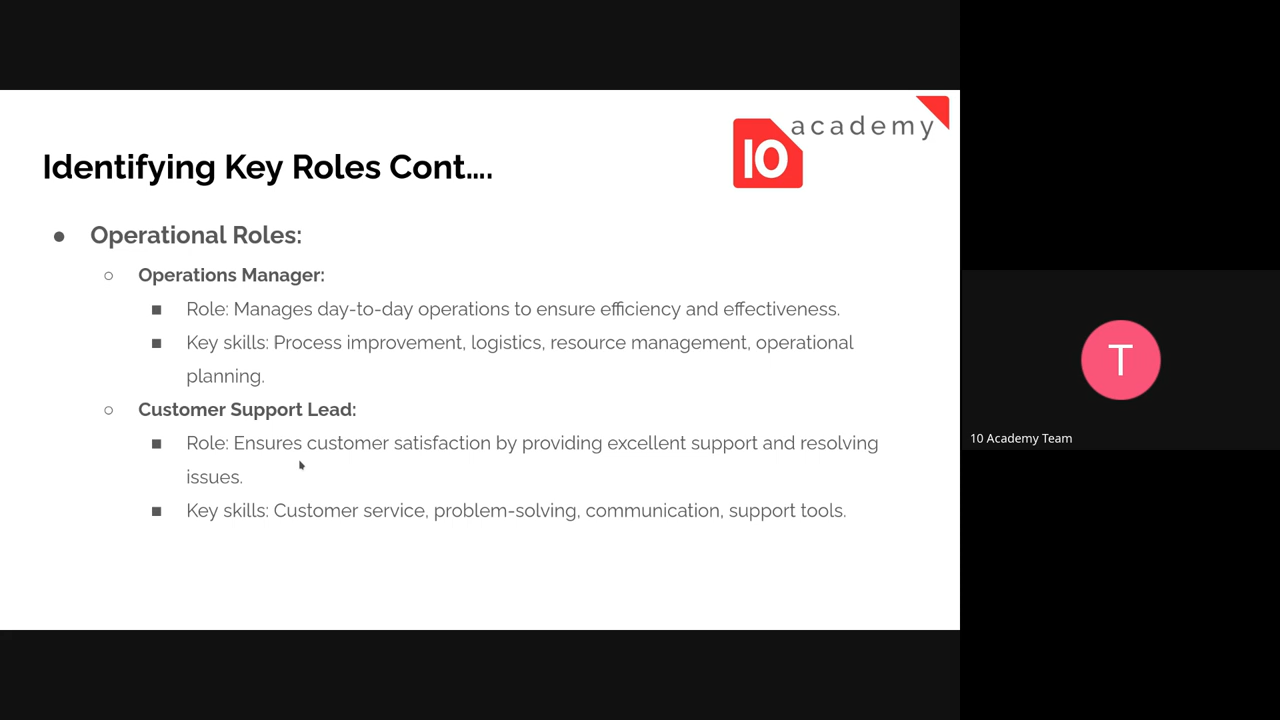 10 academy
Identifying Key Roles Cont....
● Operational Roles:
○ Operations Manager:
■ Role: Manages day-to-day operations to ensure efficiency and effectiveness.
■ Key skills: Process improvement, logistics, resource management, operational
planning.
○ Customer Support Lead:
■ Role: Ensures customer satisfaction by providing excellent support and resolving
issues.
■ Key skills: Customer service, problem-solving, communication, support tools.
T
10 Academy Team